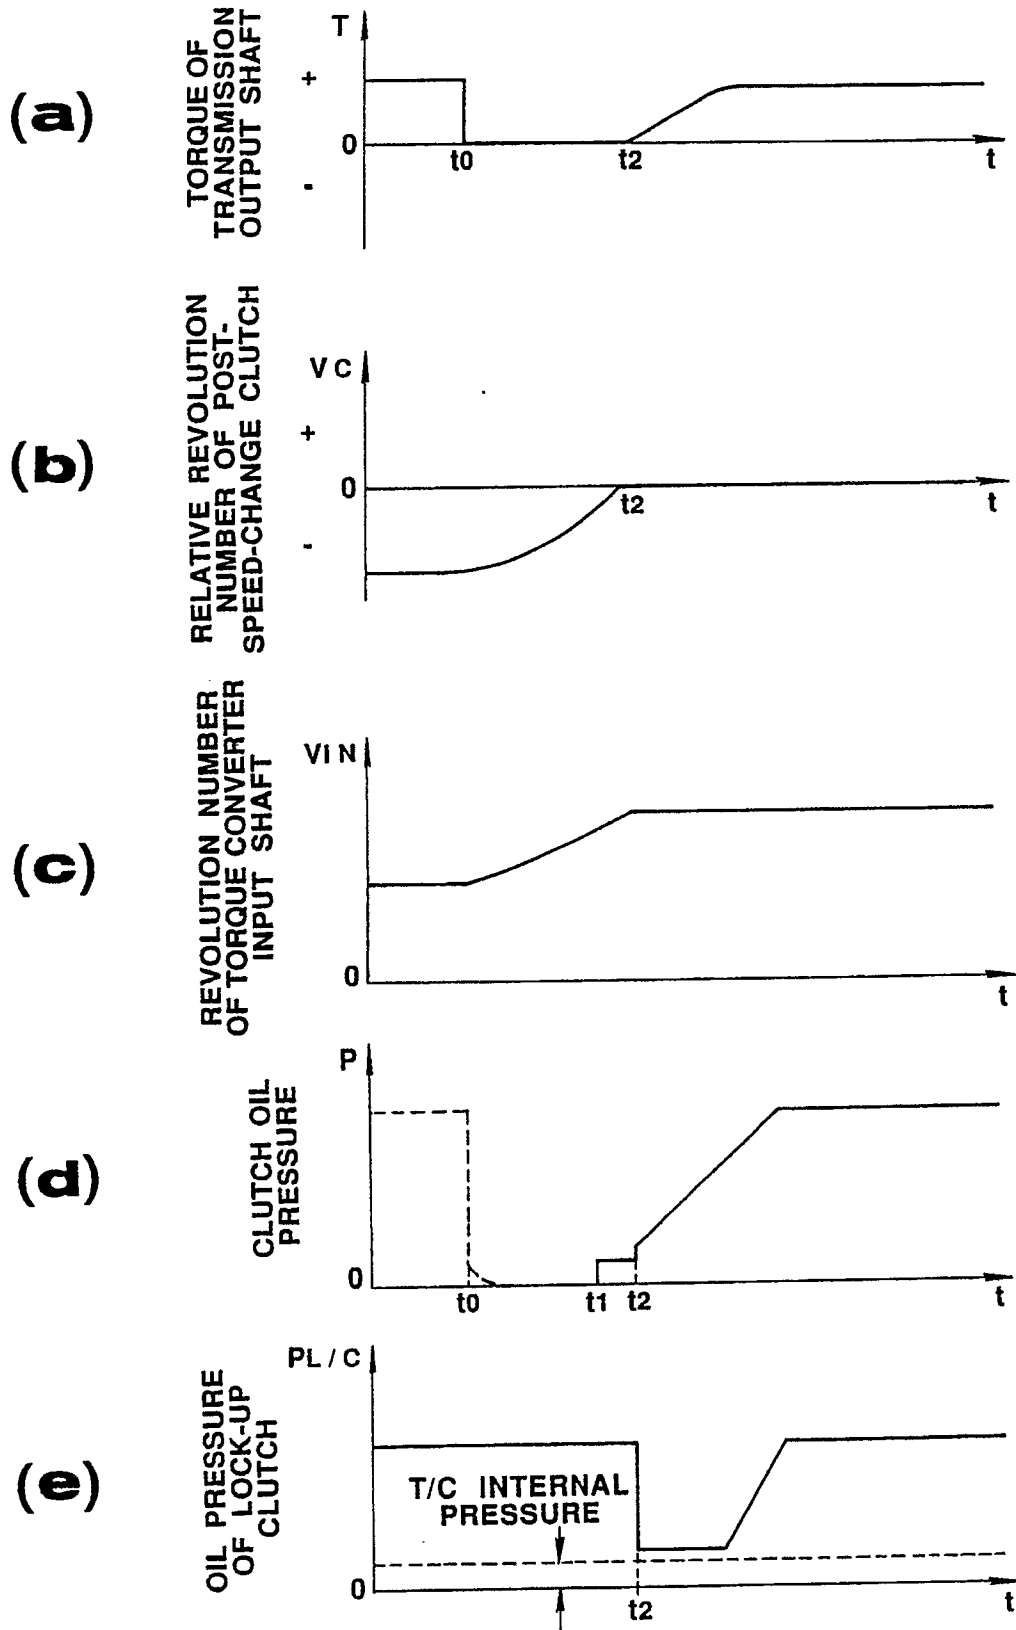 (a)
TORQUE OF
TRANSMISSION
OUTPUT SHAFT
T
+
0
-
t0
t2
t
(b)
RELATIVE REVOLUTION
NUMBER OF POST-
SPEED-CHANGE CLUTCH
VC
+
0
-
t2
t
(c)
REVOLUTION NUMBER
OF TORQUE CONVERTER
INPUT SHAFT
ViN
0
t
(d)
CLUTCH OIL
PRESSURE
P
0
t0
t1
t2
t
(e)
OIL PRESSURE
OF LOCK-UP
CLUTCH
PL/C
T/C INTERNAL
PRESSURE
0
t2
t